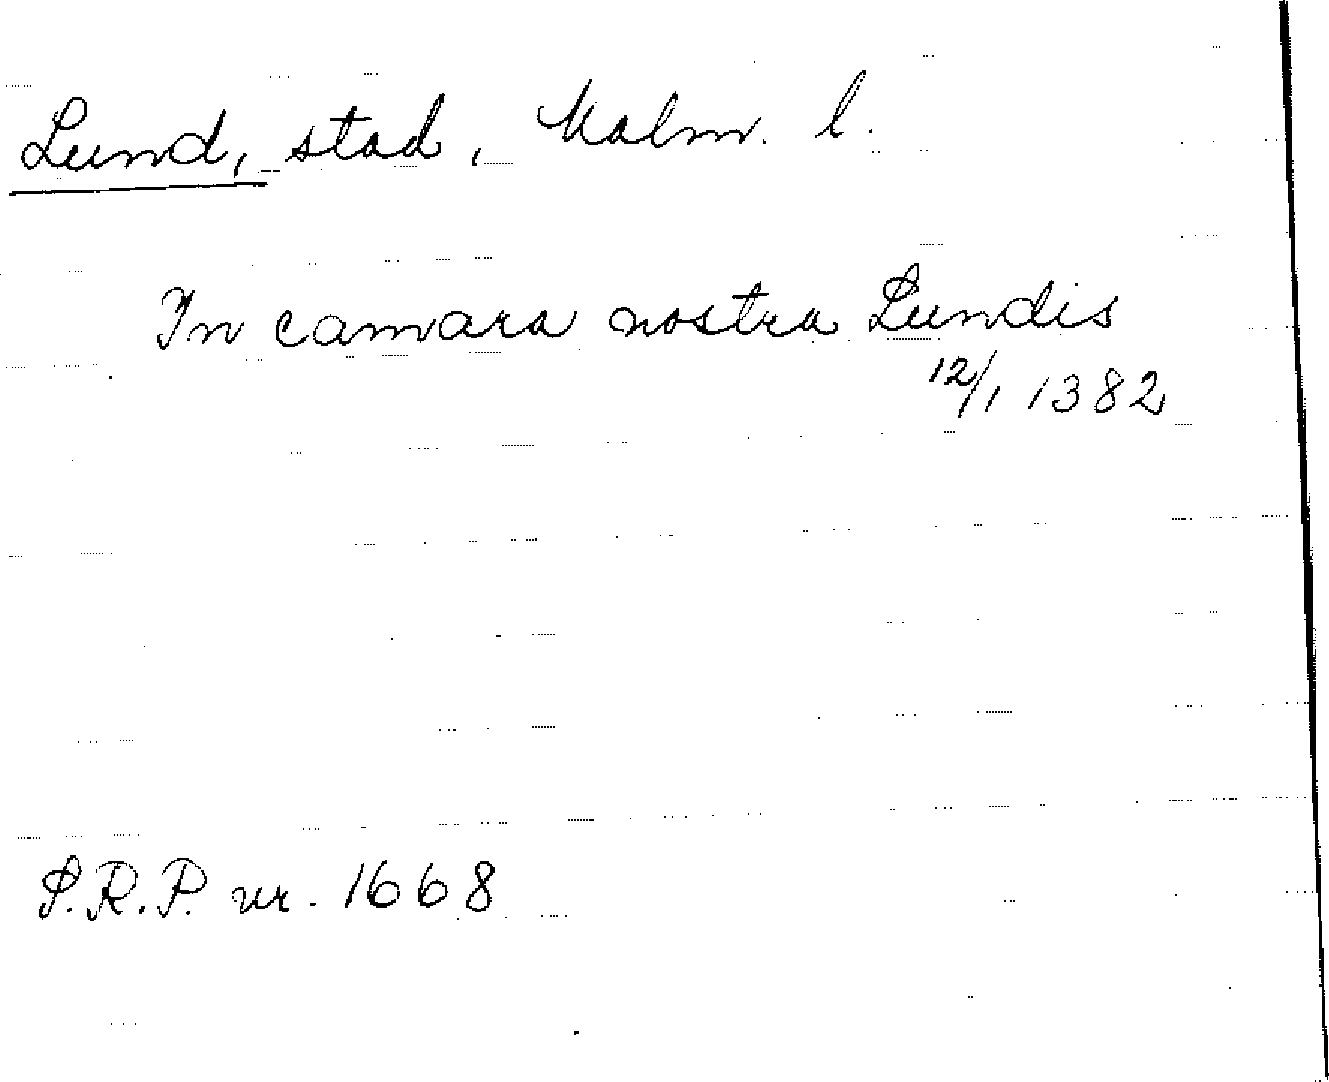 Lund, stad, Malm. l.
In camara nostra Lundis
12/1 1382
S.R.P. nr. 1668